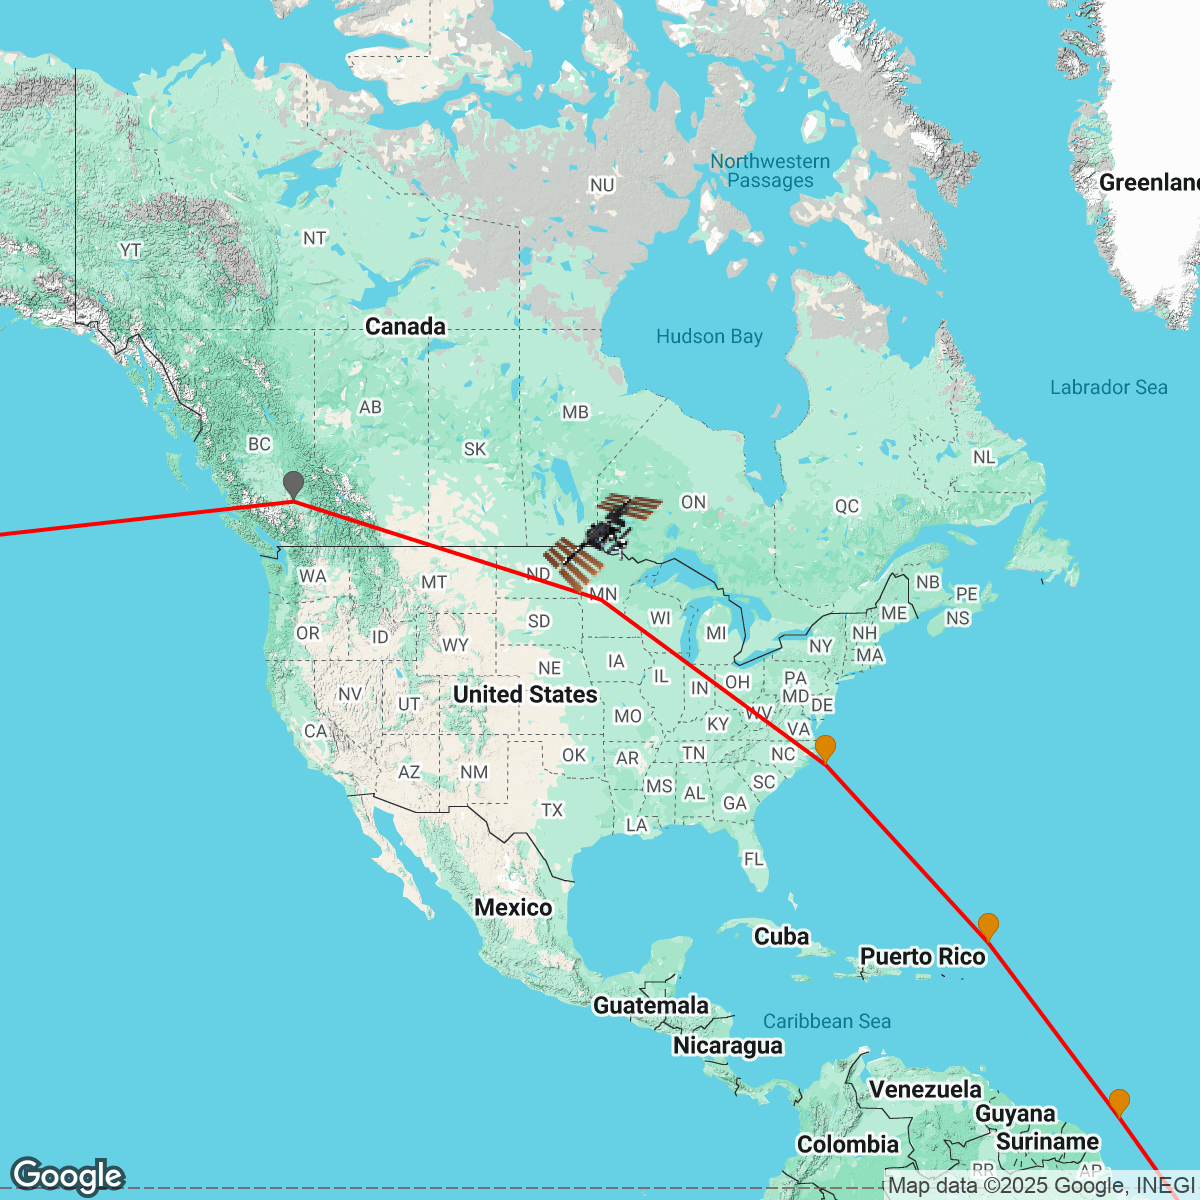 Northwestern
Passages
Greenlan
NU
NT
YT
Canada
Hudson Bay
Labrador Sea
AB
MB
BC
SK
NL
ON
QC
WA
MT
ND
MN
NB
PE
ME
NS
OR
ID
WY
SD
WI
MI
NY
NH
MA
NE
IA
IL
IN
OH
PA
MD
DE
NV
UT
United States
MO
KY
WV
VA
CA
AZ
NM
OK
AR
TN
NC
SC
MS
AL
GA
TX
LA
FL
Mexico
Cuba
Puerto Rico
Guatemala
Caribbean Sea
Nicaragua
Venezuela
Guyana
Suriname
Colombia
RR
AP
Google
Map data ©2025 Google, INEGI